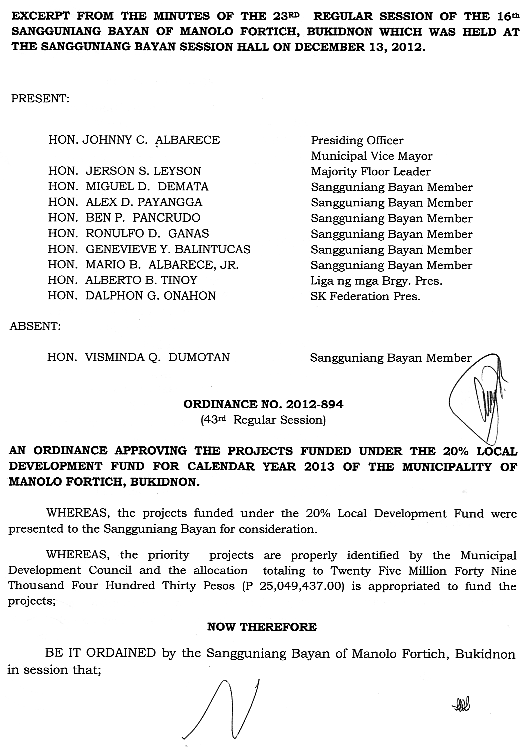 EXCERPT FROM THE MINUTES OF THE 23RD REGULAR SESSION OF THE 16th
SANGGUNIANG BAYAN OF MANOLO FORTICH, BUKIDNON WHICH WAS HELD AT
THE SANGGUNIANG BAYAN SESSION HALL ON DECEMBER 13, 2012.
PRESENT:
HON. JOHNNY C. ALBARECE Presiding Officer
Municipal Vice Mayor
HON. JERSON S. LEYSON Majority Floor Leader
HON. MIGUEL D. DEMATA Sangguniang Bayan Member
HON. ALEX D. PAYANGGA Sangguniang Bayan Member
HON. BEN P. PANCRUDO Sangguniang Bayan Member
HON. RONULFO D. GANAS Sangguniang Bayan Member
HON. GENEVIEVE Y. BALINTUCAS Sangguniang Bayan Member
HON. MARIO B. ALBARECE, JR. Sangguniang Bayan Member
HON. ALBERTO B. TINOY Liga ng mga Brgy. Pres.
HON. DALPHON G. ONAHON SK Federation Pres.
ABSENT:
HON. VISMINDA Q. DUMOTAN Sangguniang Bayan Member
ORDINANCE NO. 2012-894
(43rd Regular Session)
AN ORDINANCE APPROVING THE PROJECTS FUNDED UNDER THE 20% LOCAL
DEVELOPMENT FUND FOR CALENDAR YEAR 2013 OF THE MUNICIPALITY OF
MANOLO FORTICH, BUKIDNON.
WHEREAS, the projects funded under the 20% Local Development Fund were
presented to the Sangguniang Bayan for consideration.
WHEREAS, the priority projects are properly identified by the Municipal
Development Council and the allocation totaling to Twenty Five Million Forty Nine
Thousand Four Hundred Thirty Pesos (P 25,049,437.00) is appropriated to fund the
projects;
NOW THEREFORE
BE IT ORDAINED by the Sangguniang Bayan of Manolo Fortich, Bukidnon
in session that;